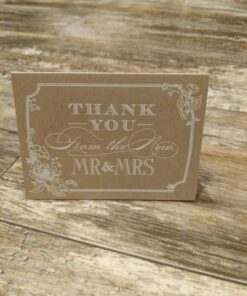 THANK
YOU
From the New
MR & MRS